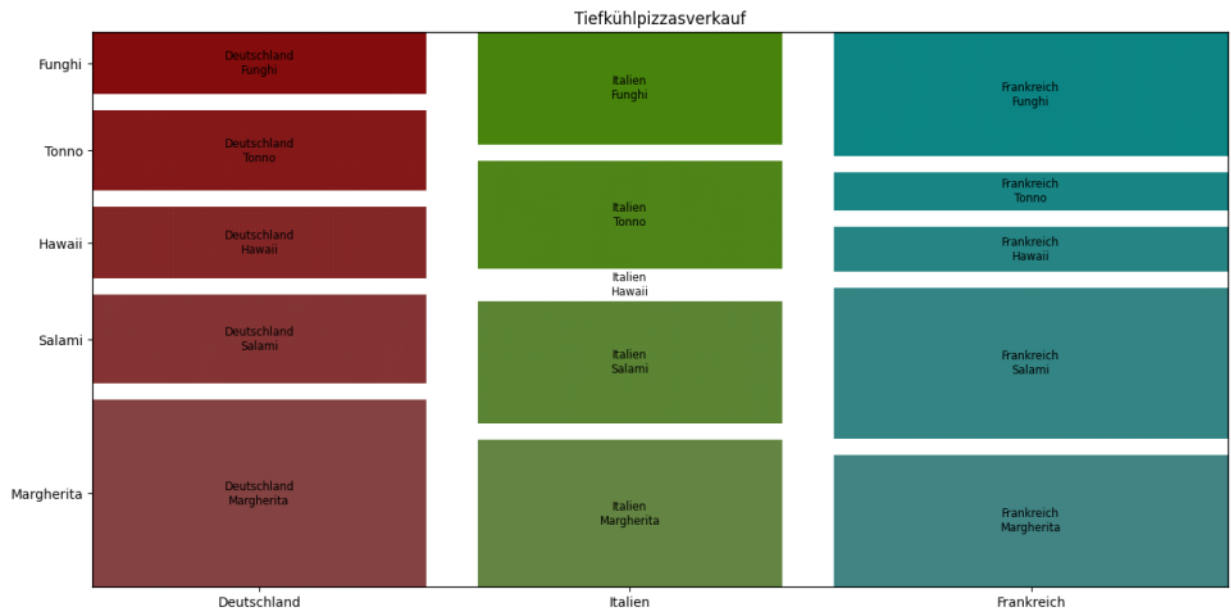 Tiefkühlpizzasverkauf
Funghi
Tonno
Hawaii
Salami
Margherita
Deutschland
Funghi
Deutschland
Tonno
Deutschland
Hawaii
Deutschland
Salami
Deutschland
Margherita
Italien
Funghi
Italien
Tonno
Italien
Hawaii
Italien
Salami
Italien
Margherita
Frankreich
Funghi
Frankreich
Tonno
Frankreich
Hawaii
Frankreich
Salami
Frankreich
Margherita
Deutschland
Italien
Frankreich